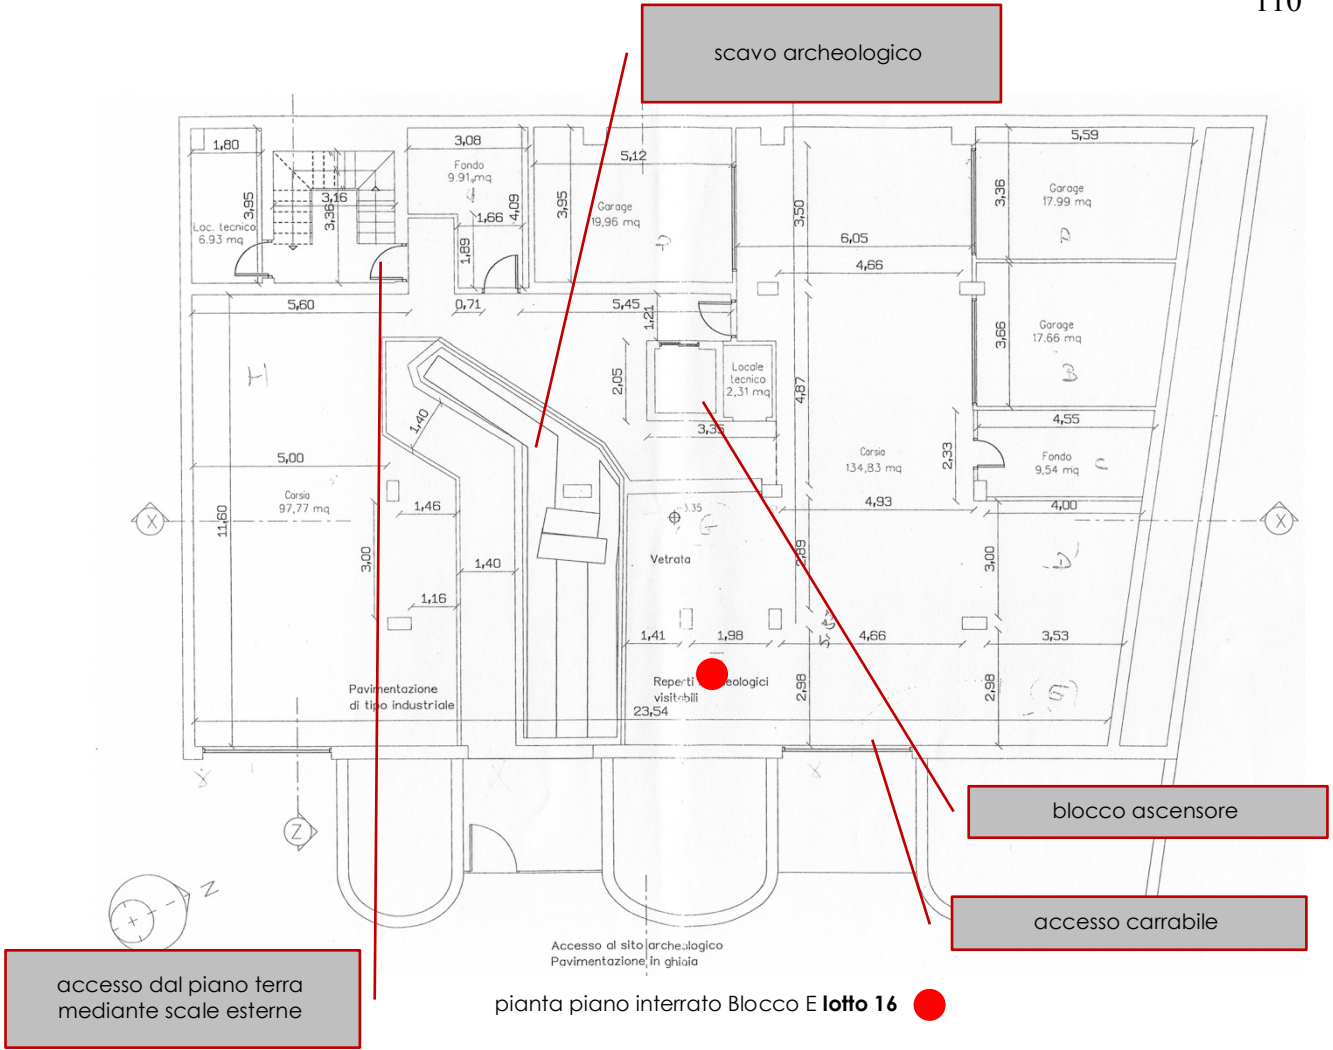 110
scavo archeologico
1,80
3,95
Loc. tecnico
6.93 mq
3,16
3,36
3,08
Fondo
9.91 mq
4,09
1,66
1,89
5,12
3,95
Garage
19,96 mq
3,50
6,05
4,66
5,59
3,36
Garage
17.99 mq
D
5,60
0,71
5,45
1,21
H
2,05
Locale
tecnico
2,31 mq
3,35
4,87
3,66
Garage
17.66 mq
B
4,55
Fondo
9,54 mq
C
2,33
Corsia
134,83 mq
4,93
4,00
1,40
5,00
Corsia
97,77 mq
11,60
1,46
3,00
1,16
1,40
-3.35
G
Vetrata
3,00
X
X
1,41
1,98
4,66
3,53
2,98
2,98
G
Pavimentazione
di tipo industriale
Reperti
visitabili
23,54
X
X
X
Z
N
blocco ascensore
accesso carrabile
Accesso al sito archeologico
Pavimentazione in ghiaia
accesso dal piano terra
mediante scale esterne
pianta piano interrato Blocco E lotto 16